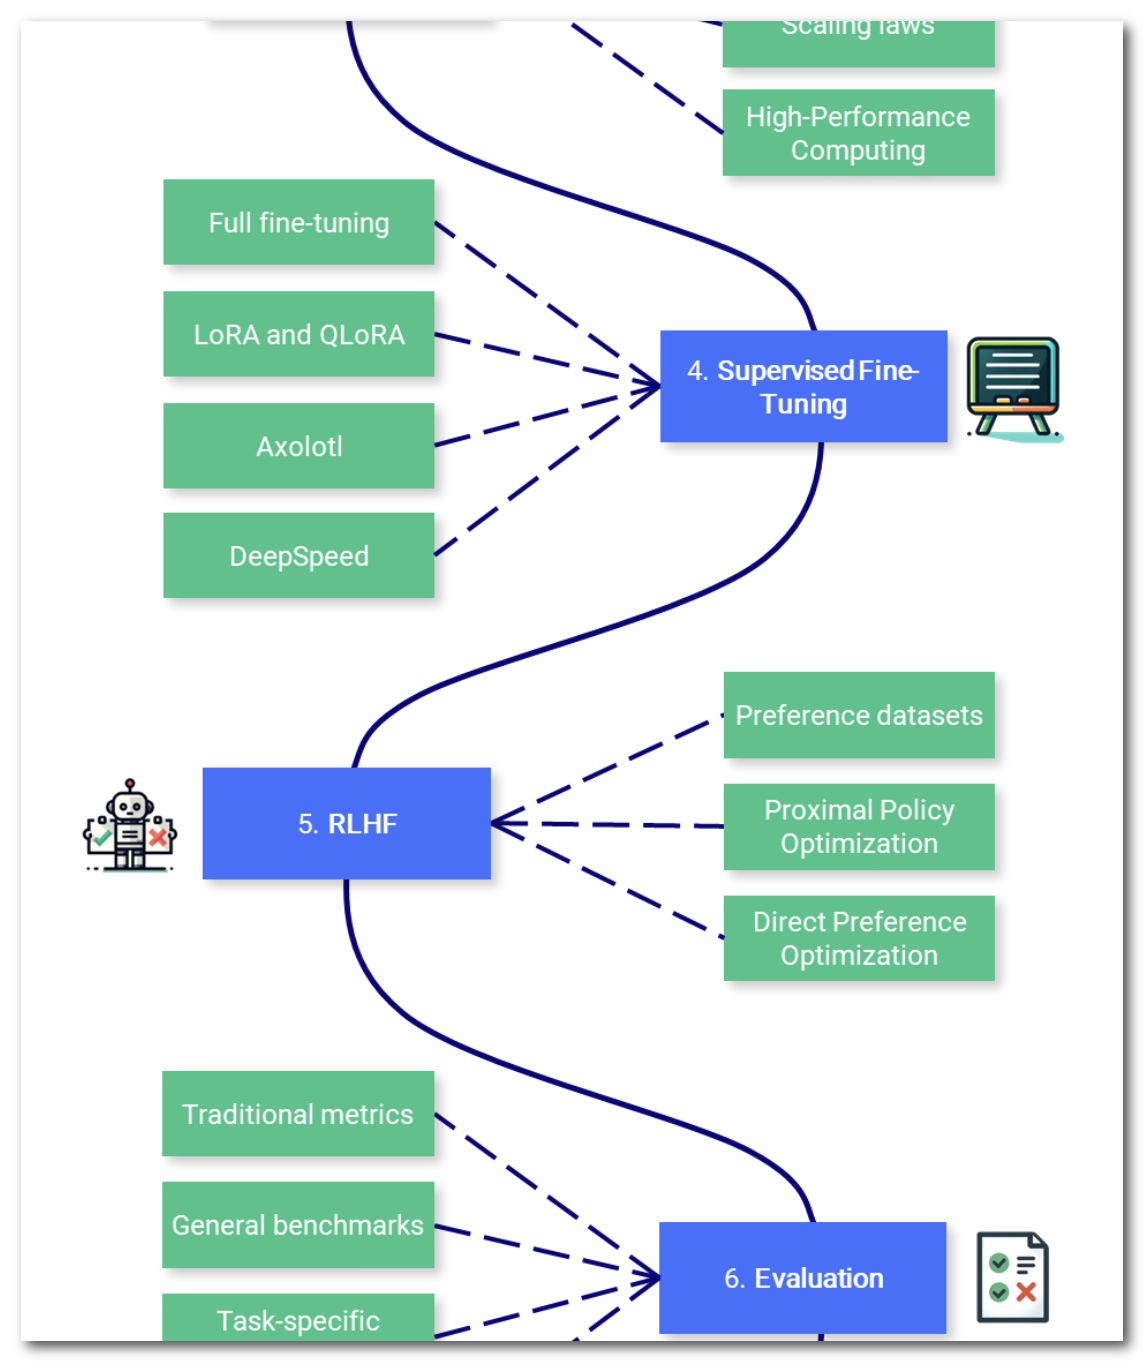 Scaling laws
High-Performance
Computing
Full fine-tuning
LoRA and QLoRA
Axolotl
DeepSpeed
4. Supervised Fine-
Tuning
Preference datasets
5. RLHF
Proximal Policy
Optimization
Direct Preference
Optimization
Traditional metrics
General benchmarks
Task-specific
6. Evaluation